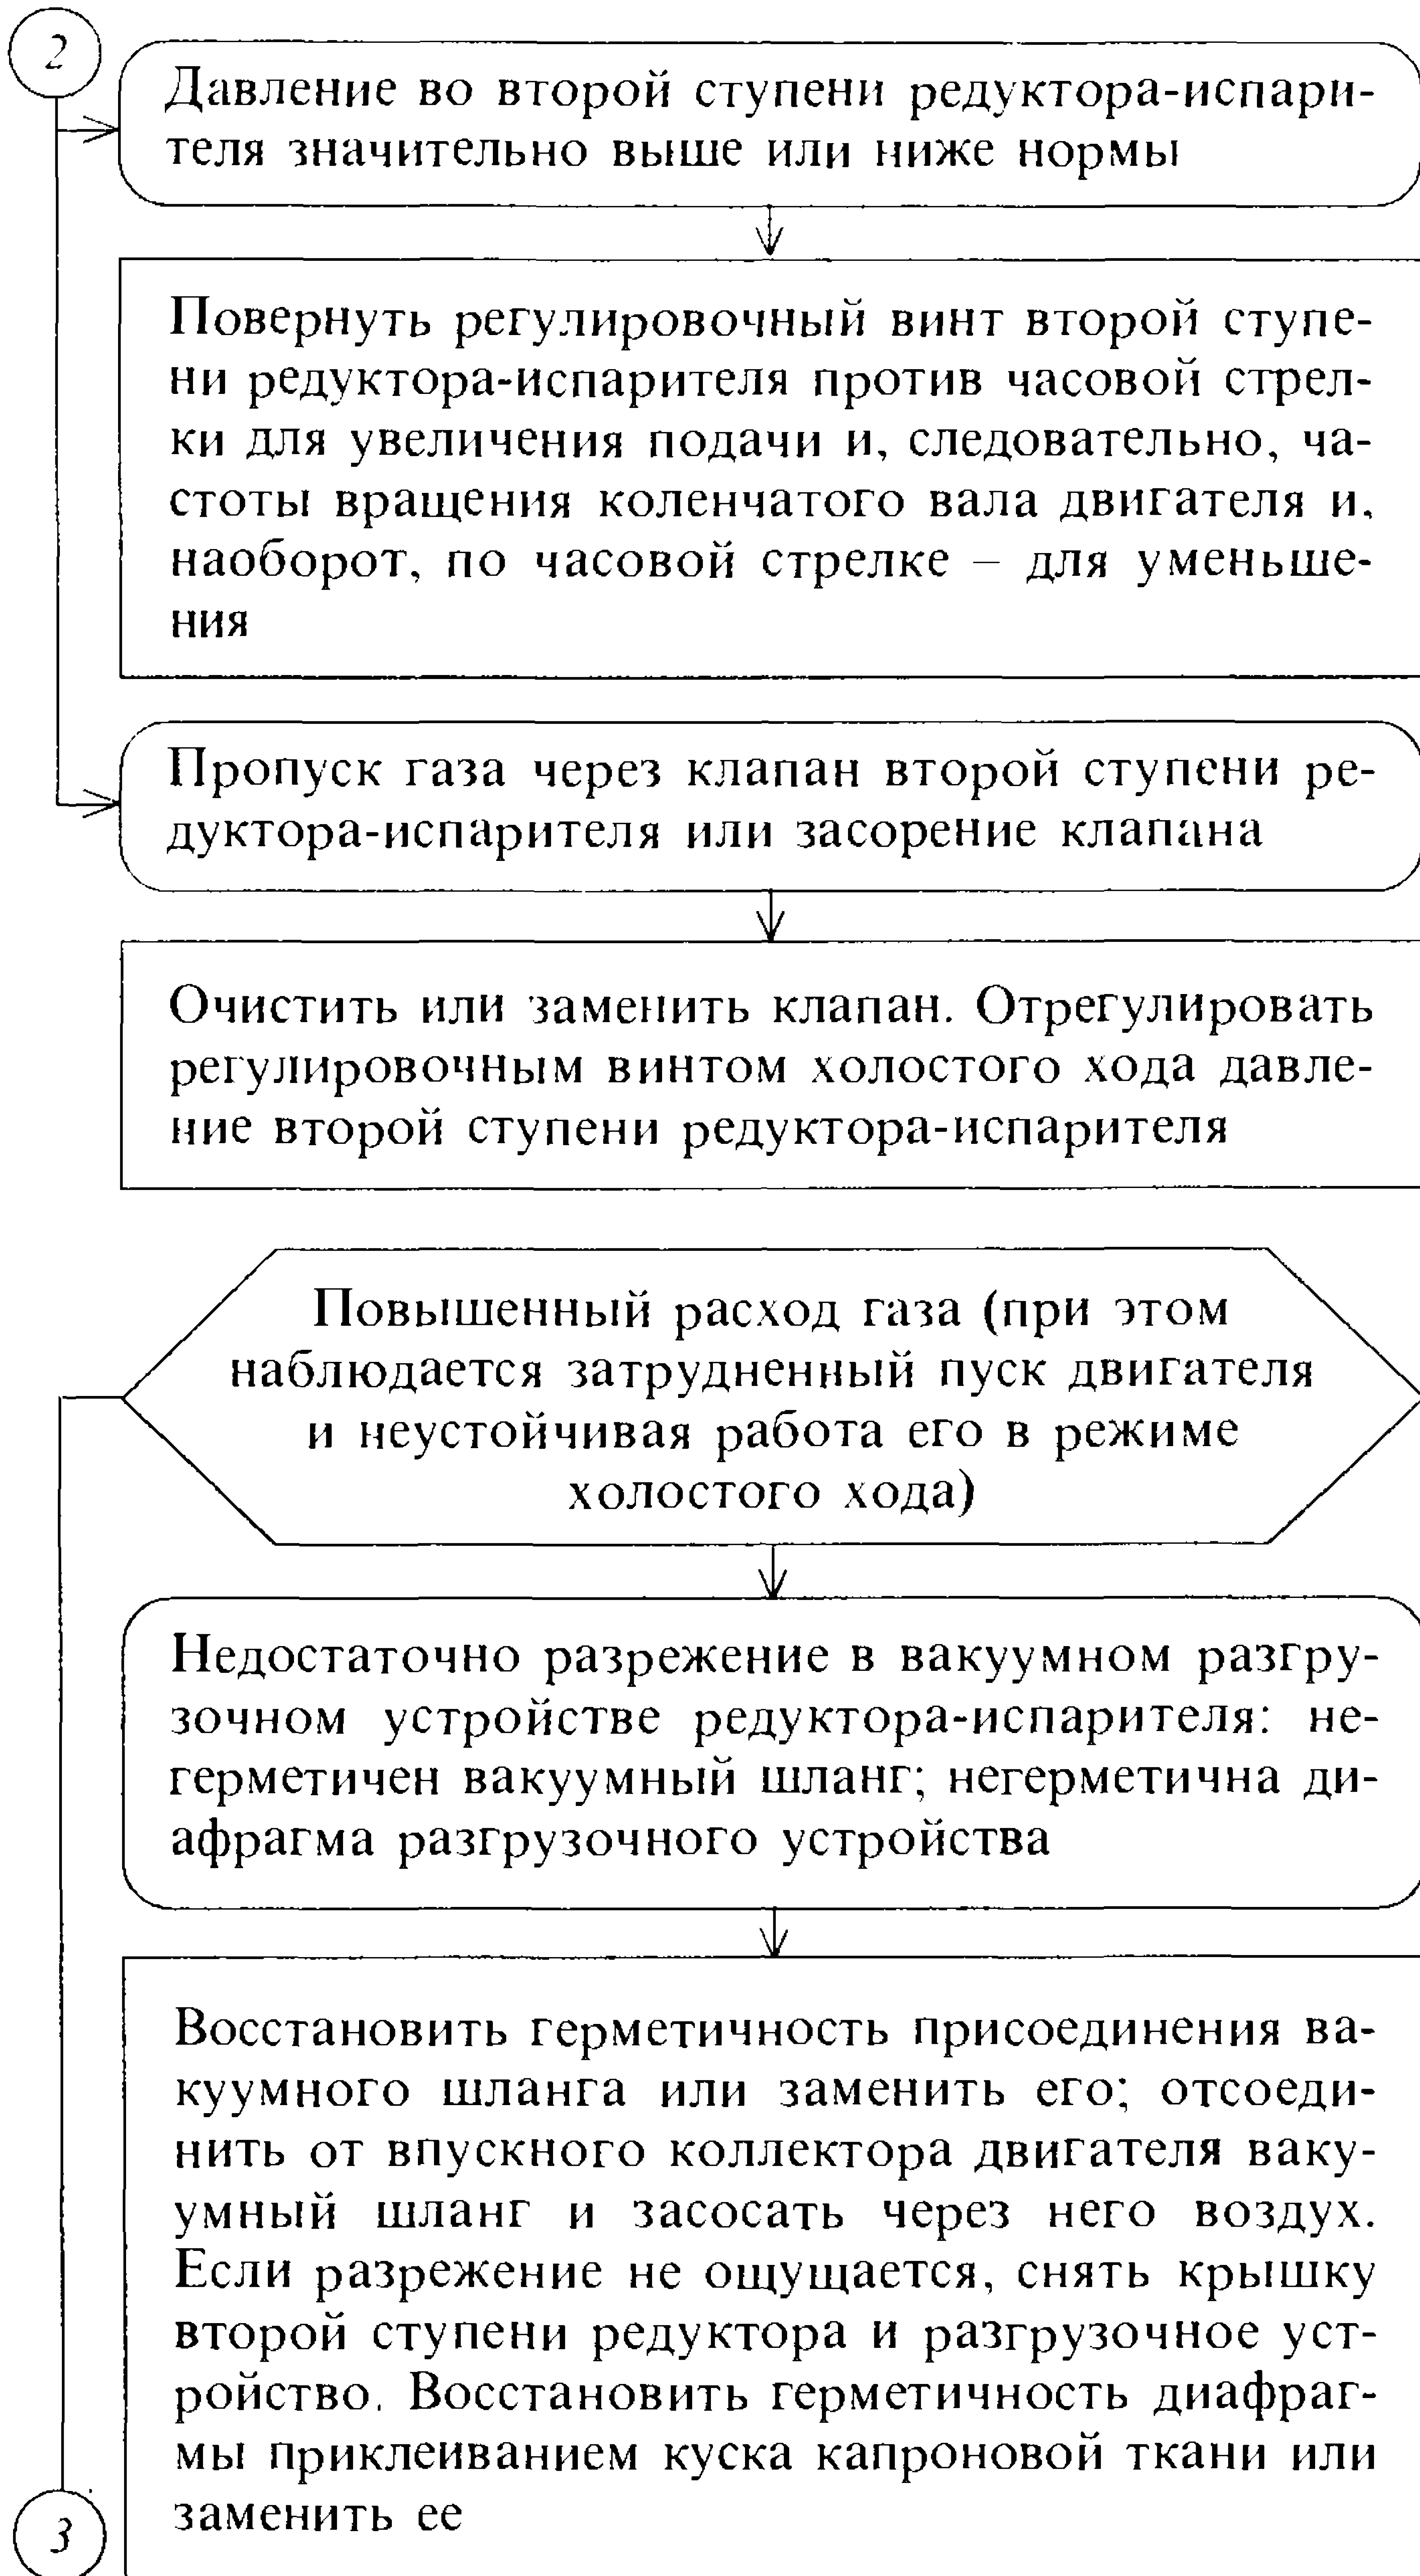 2
Давление во второй ступени редуктора-испари-
теля значительно выше или ниже нормы
Повернуть регулировочный винт второй ступе-
ни редуктора-испарителя против часовой стрел-
ки для увеличения подачи и, следовательно, ча-
стоты вращения коленчатого вала двигателя и,
наоборот, по часовой стрелке – для уменьше-
ния
Пропуск газа через клапан второй ступени ре-
дуктора-испарителя или засорение клапана
Очистить или заменить клапан. Отрегулировать
регулировочным винтом холостого хода давле-
ние второй ступени редуктора-испарителя
Повышенный расход газа (при этом
наблюдается затрудненный пуск двигателя
и неустойчивая работа его в режиме
холостого хода)
Недостаточно разрежение в вакуумном разгру-
зочном устройстве редуктора-испарителя: не-
герметичен вакуумный шланг; негерметична ди-
афрагма разгрузочного устройства
Восстановить герметичность присоединения ва-
куумного шланга или заменить его; отсоеди-
нить от впускного коллектора двигателя ваку-
умный шланг и засосать через него воздух.
Если разрежение не ощущается, снять крышку
второй ступени редуктора и разгрузочное уст-
ройство. Восстановить герметичность диафраг-
мы приклеиванием куска капроновой ткани или
заменить ее
3